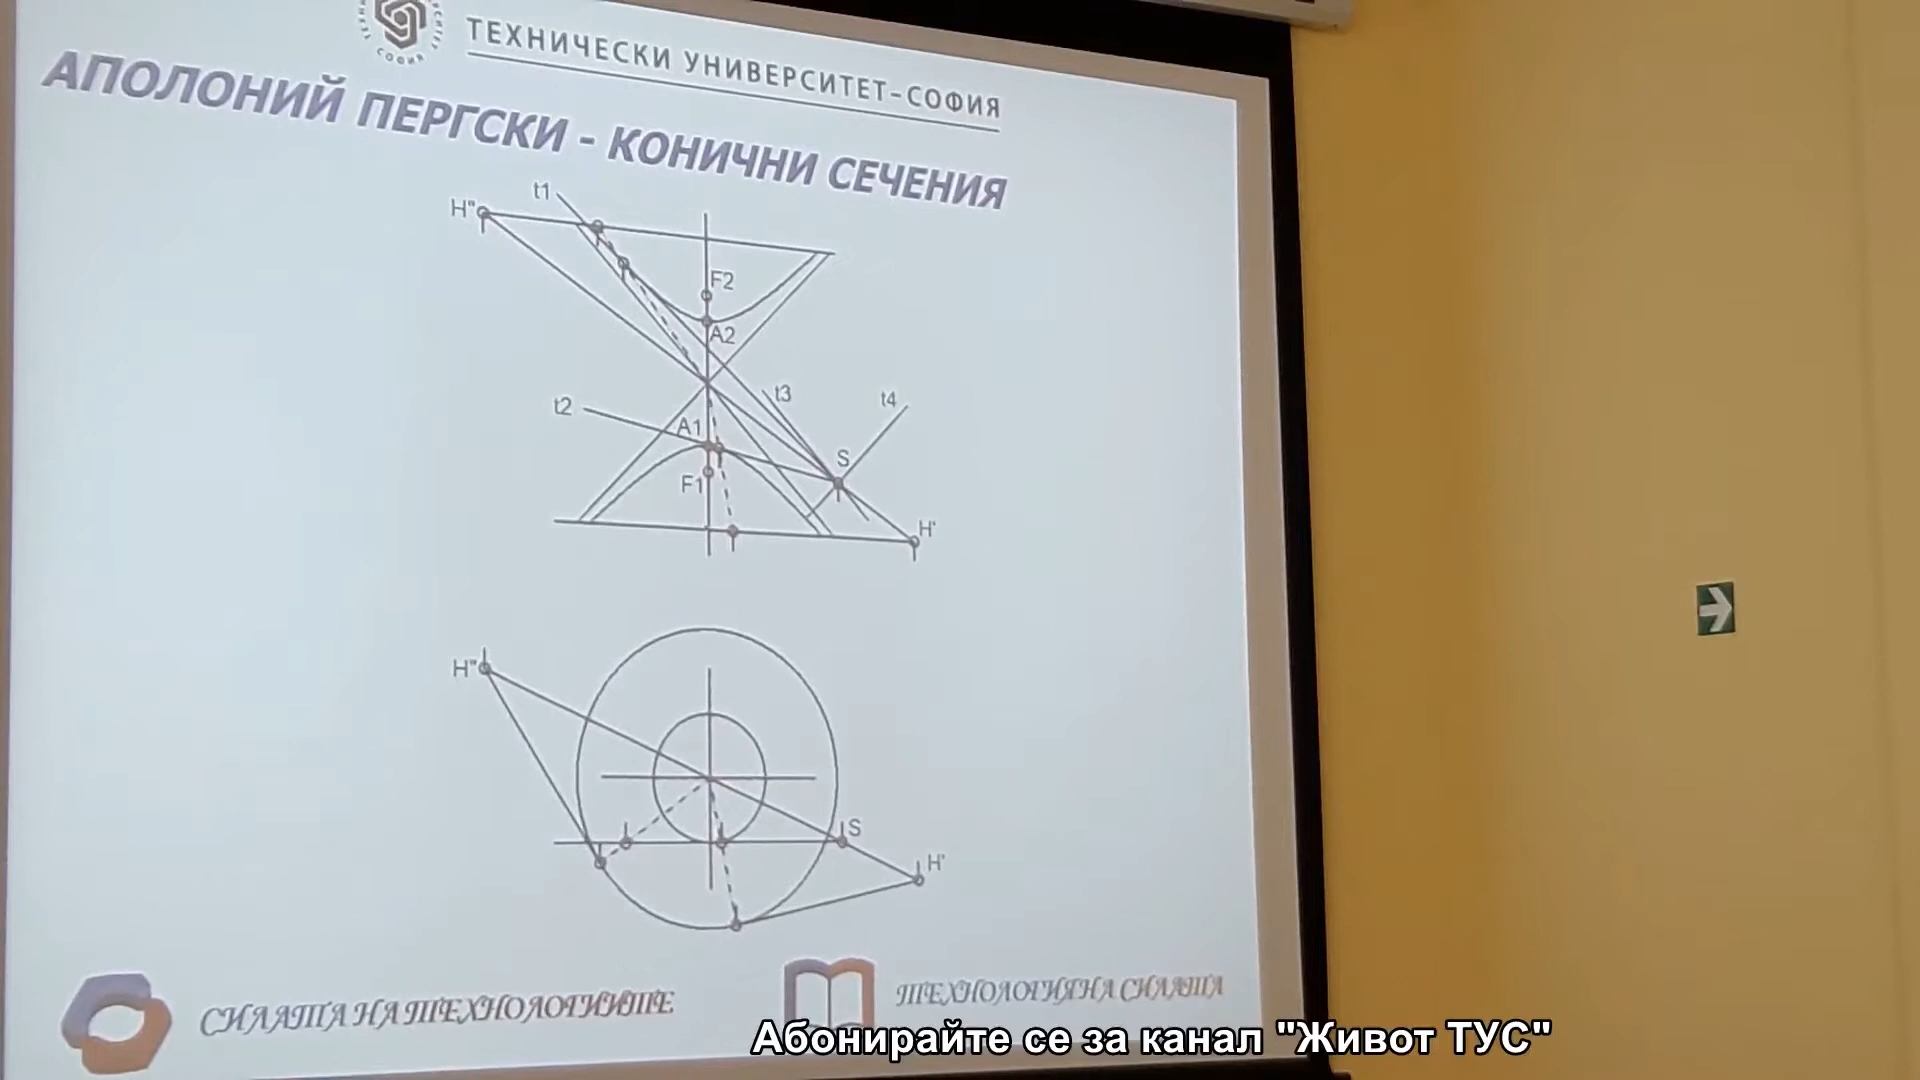 ТЕХНИЧЕСКИ УНИВЕРСИТЕТ-СОФИЯ
АПОЛОНИЙ ПЕРГСКИ - КОНИЧНИ СЕЧЕНИЯ
t1
H"
F2
A2
t3
t4
t2
A1
S
F1
H'
H"
S
H'
СИЛАТА НА ТЕХНОЛОГИИТЕ
ТЕХНОЛОГИЯ НА СИЛАТА
Абонирайте се за канал "Живот ТУС"